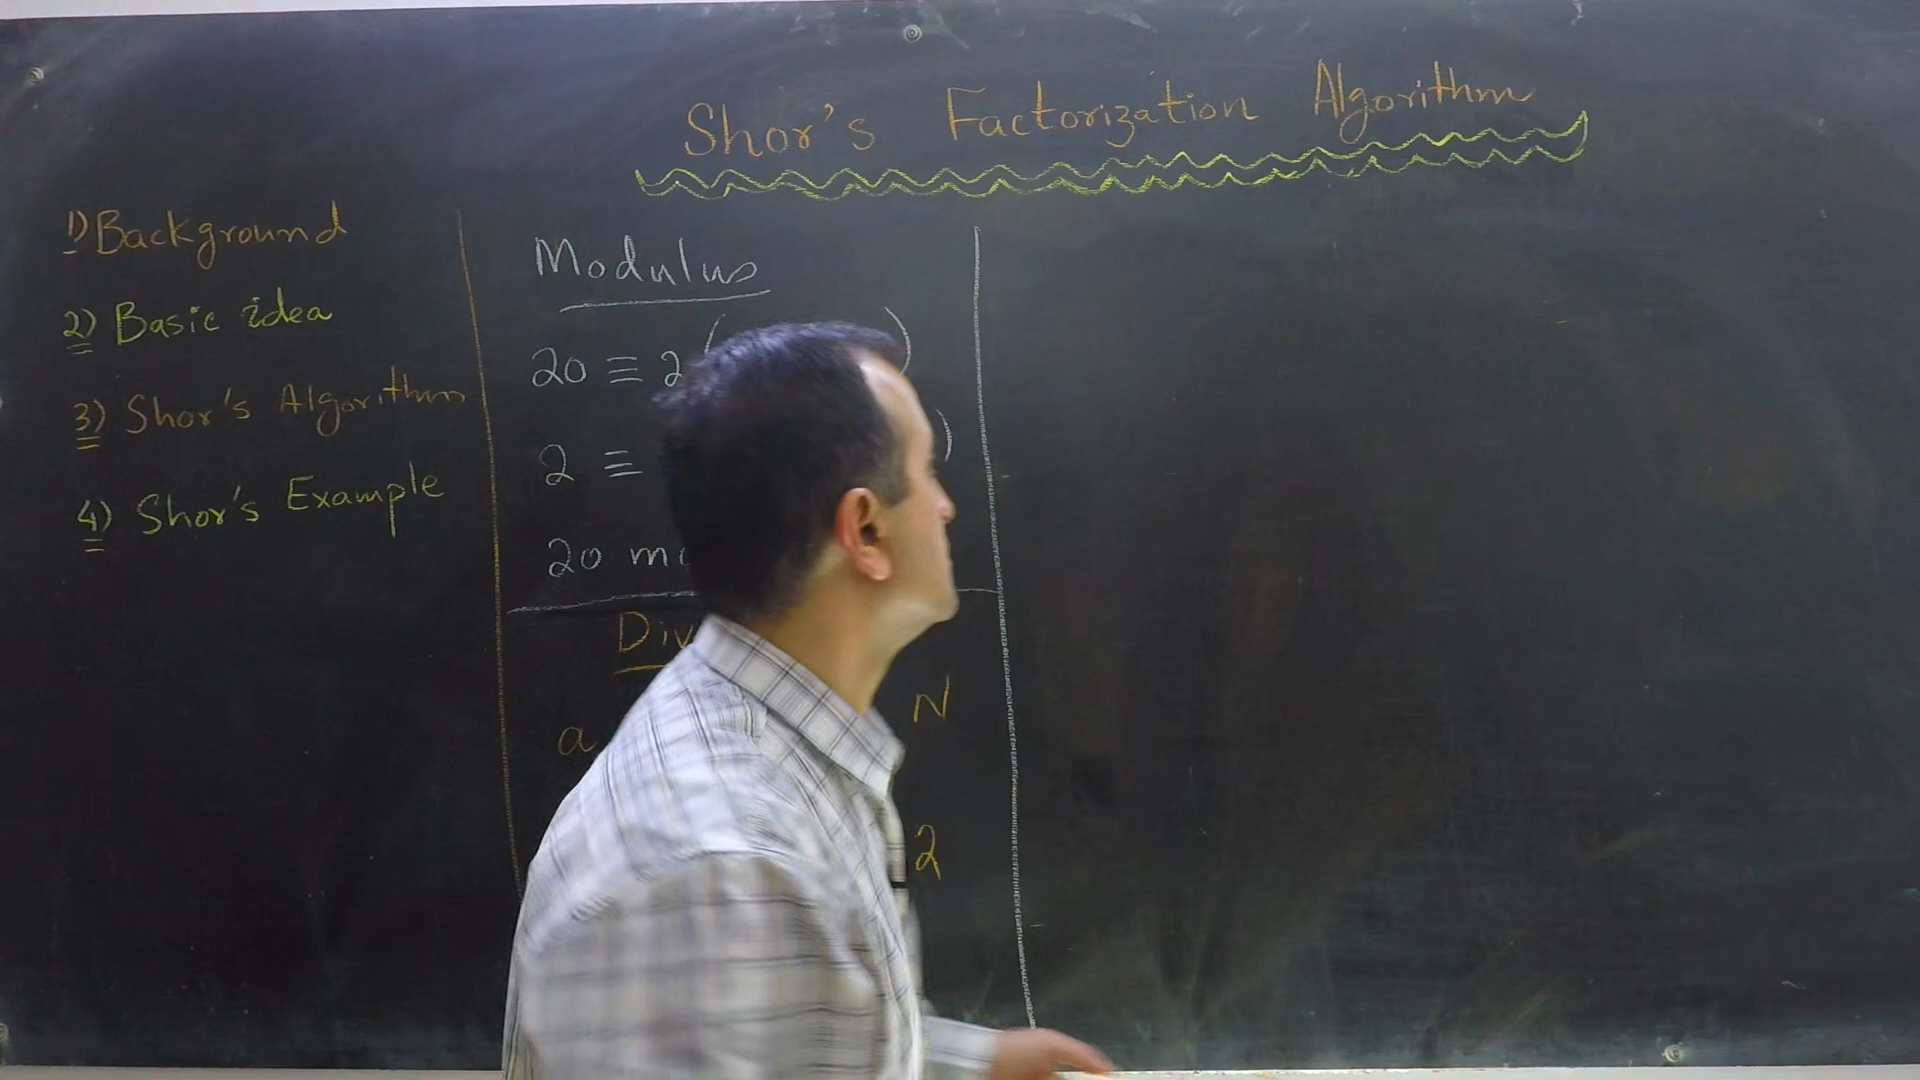 Shor's Factorization Algorithm
1) Background
2) Basic idea
3) Shor's Algorithm
4) Shor's Example
Modulus
20 ≡ 2 ( )
2 ≡ )
20
N
a
2